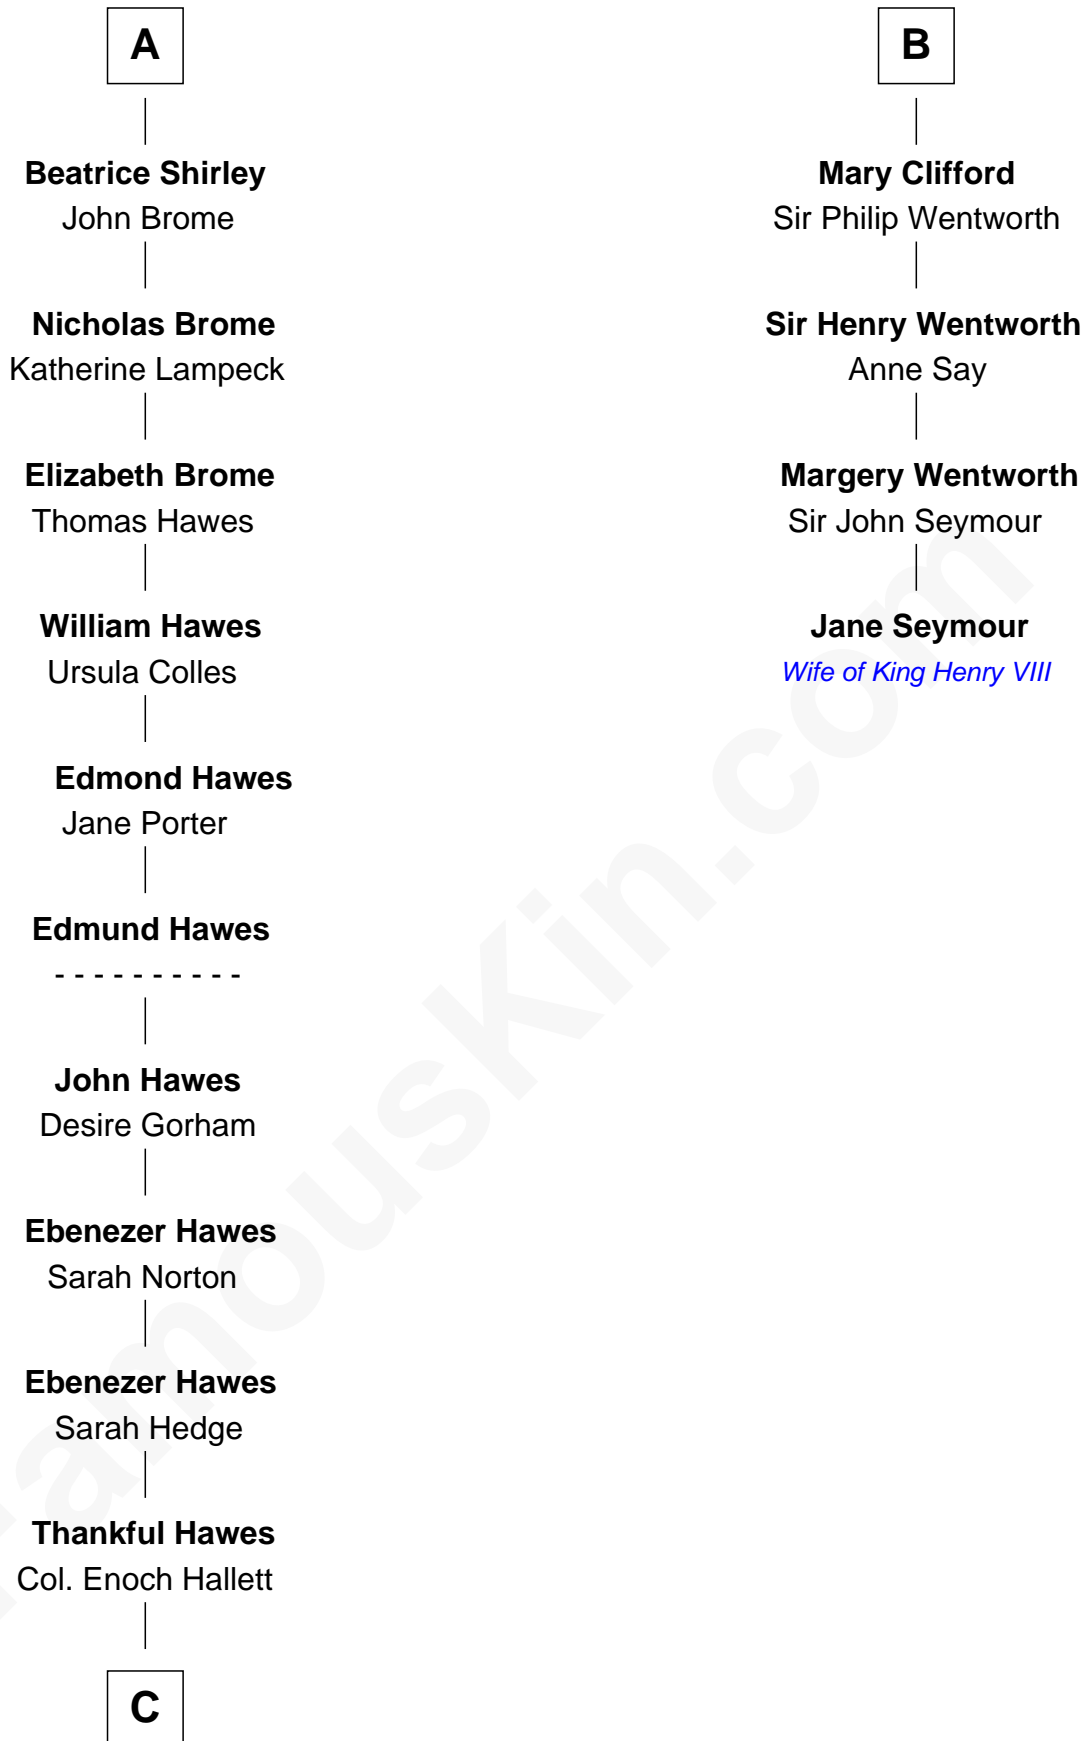 A
Beatrice Shirley
John Brome
Nicholas Brome
Katherine Lampeck
Elizabeth Brome
Thomas Hawes
William Hawes
Ursula Colles
Edmond Hawes
Jane Porter
Edmund Hawes
- - - - - - - - - -
John Hawes
Desire Gorham
Ebenezer Hawes
Sarah Norton
Ebenezer Hawes
Sarah Hedge
Thankful Hawes
Col. Enoch Hallett
C
B
Mary Clifford
Sir Philip Wentworth
Sir Henry Wentworth
Anne Say
Margery Wentworth
Sir John Seymour
Jane Seymour
Wife of King Henry VIII
FamousKin.com